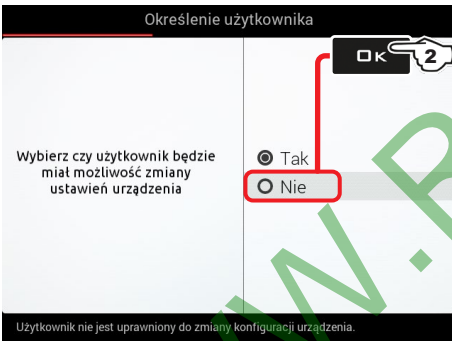 Określenie użytkownika
OK
2
Wybierz czy użytkownik będzie
miał możliwość zmiany
ustawień urządzenia
Tak
Nie
W.R
Użytkownik nie jest uprawniony do zmiany konfiguracji urządzenia.